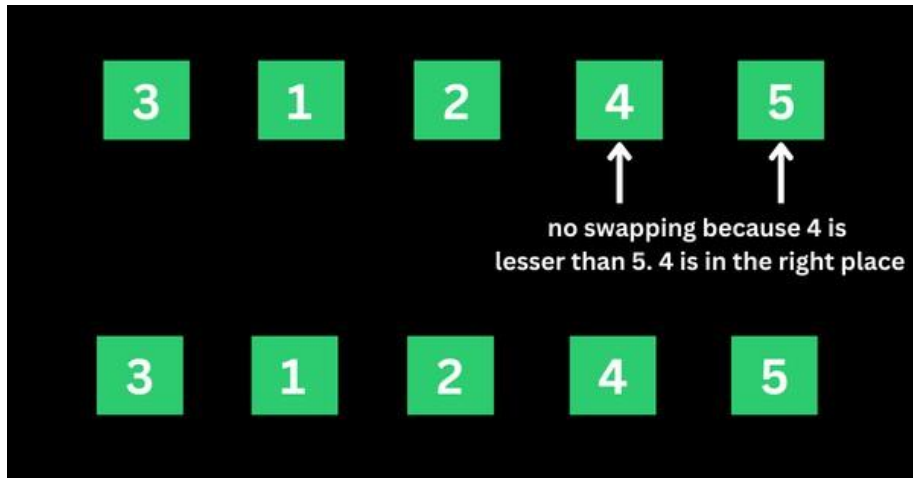 3 1 2 4 5
no swapping because 4 is
lesser than 5. 4 is in the right place
3 1 2 4 5